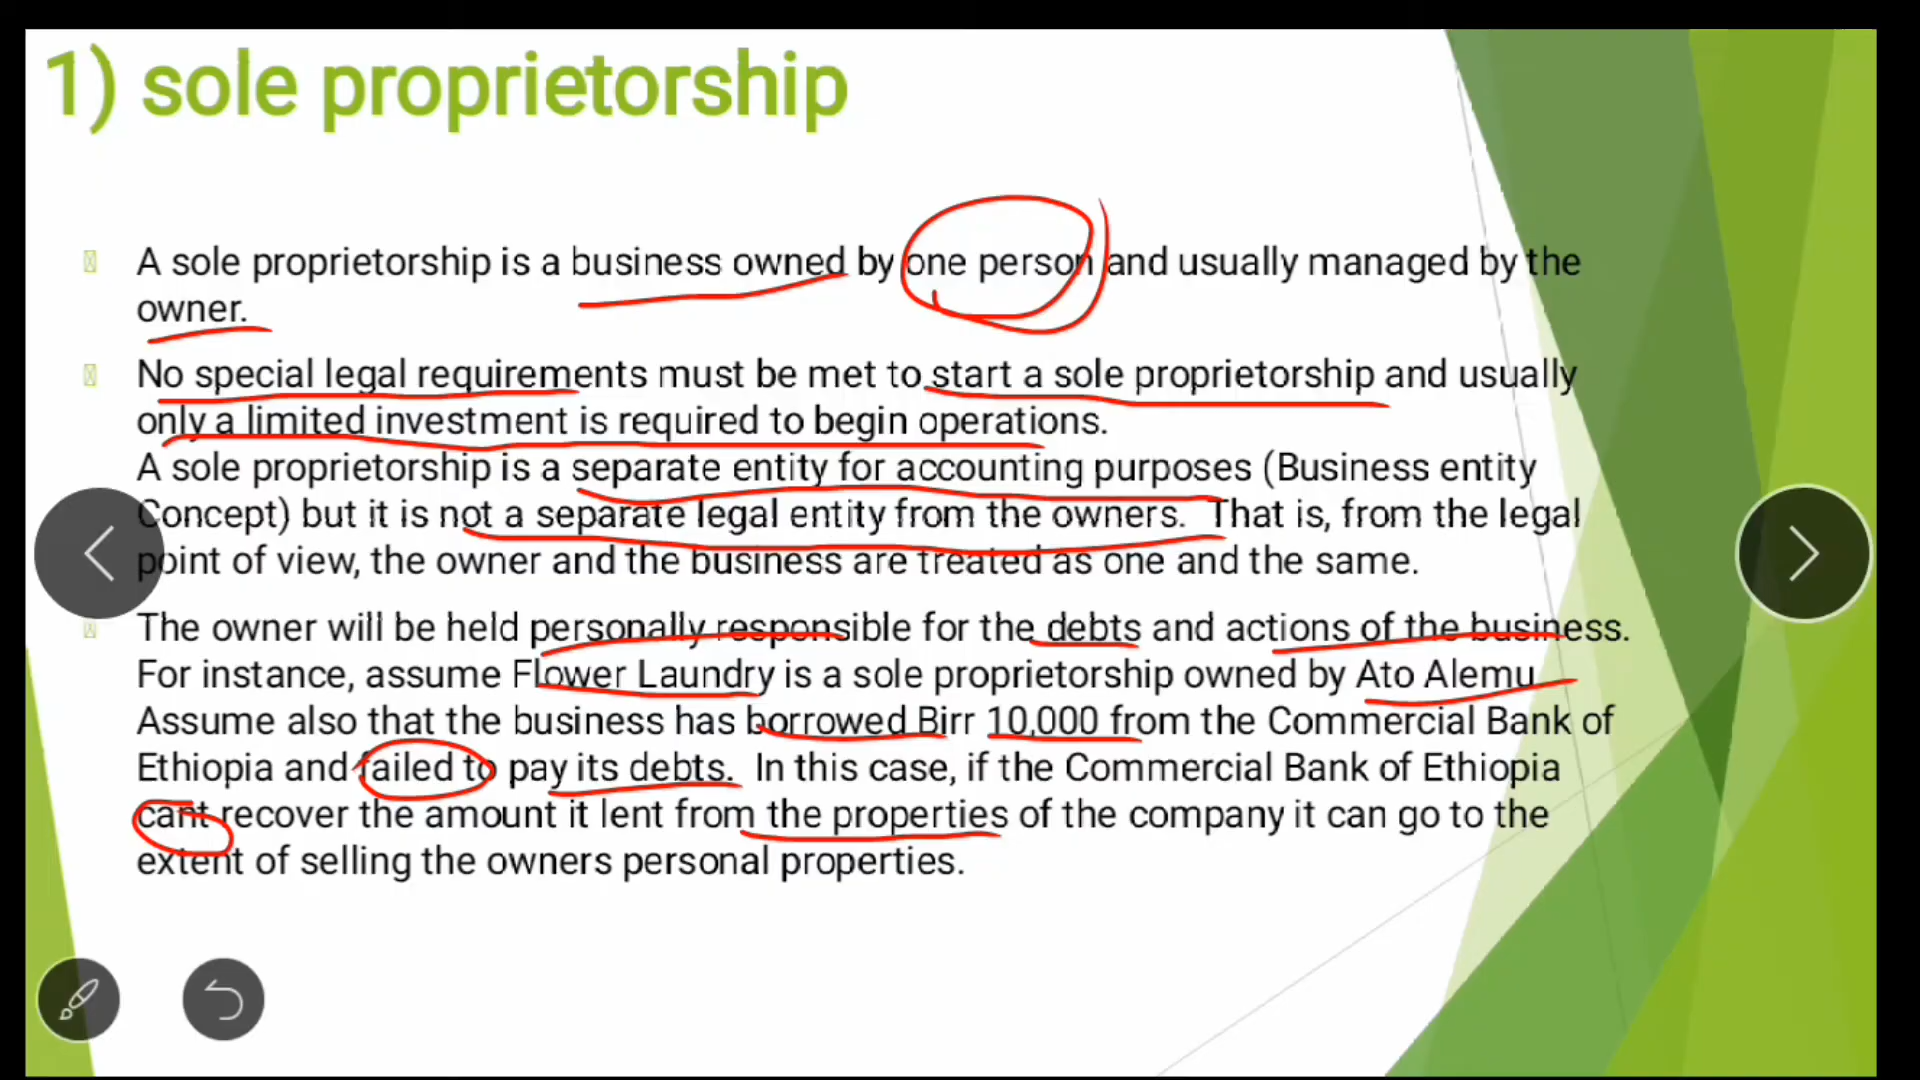 1) sole proprietorship
A sole proprietorship is a business owned by one person and usually managed by the
owner.
No special legal requirements must be met to start a sole proprietorship and usually
only a limited investment is required to begin operations.
A sole proprietorship is a separate entity for accounting purposes (Business entity
Concept) but it is not a separate legal entity from the owners. That is, from the legal
point of view, the owner and the business are treated as one and the same.
The owner will be held personally responsible for the debts and actions of the business.
For instance, assume Flower Laundry is a sole proprietorship owned by Ato Alemu
Assume also that the business has borrowed Birr 10,000 from the Commercial Bank of
Ethiopia and failed to pay its debts. In this case, if the Commercial Bank of Ethiopia
cant recover the amount it lent from the properties of the company it can go to the
extent of selling the owners personal properties.